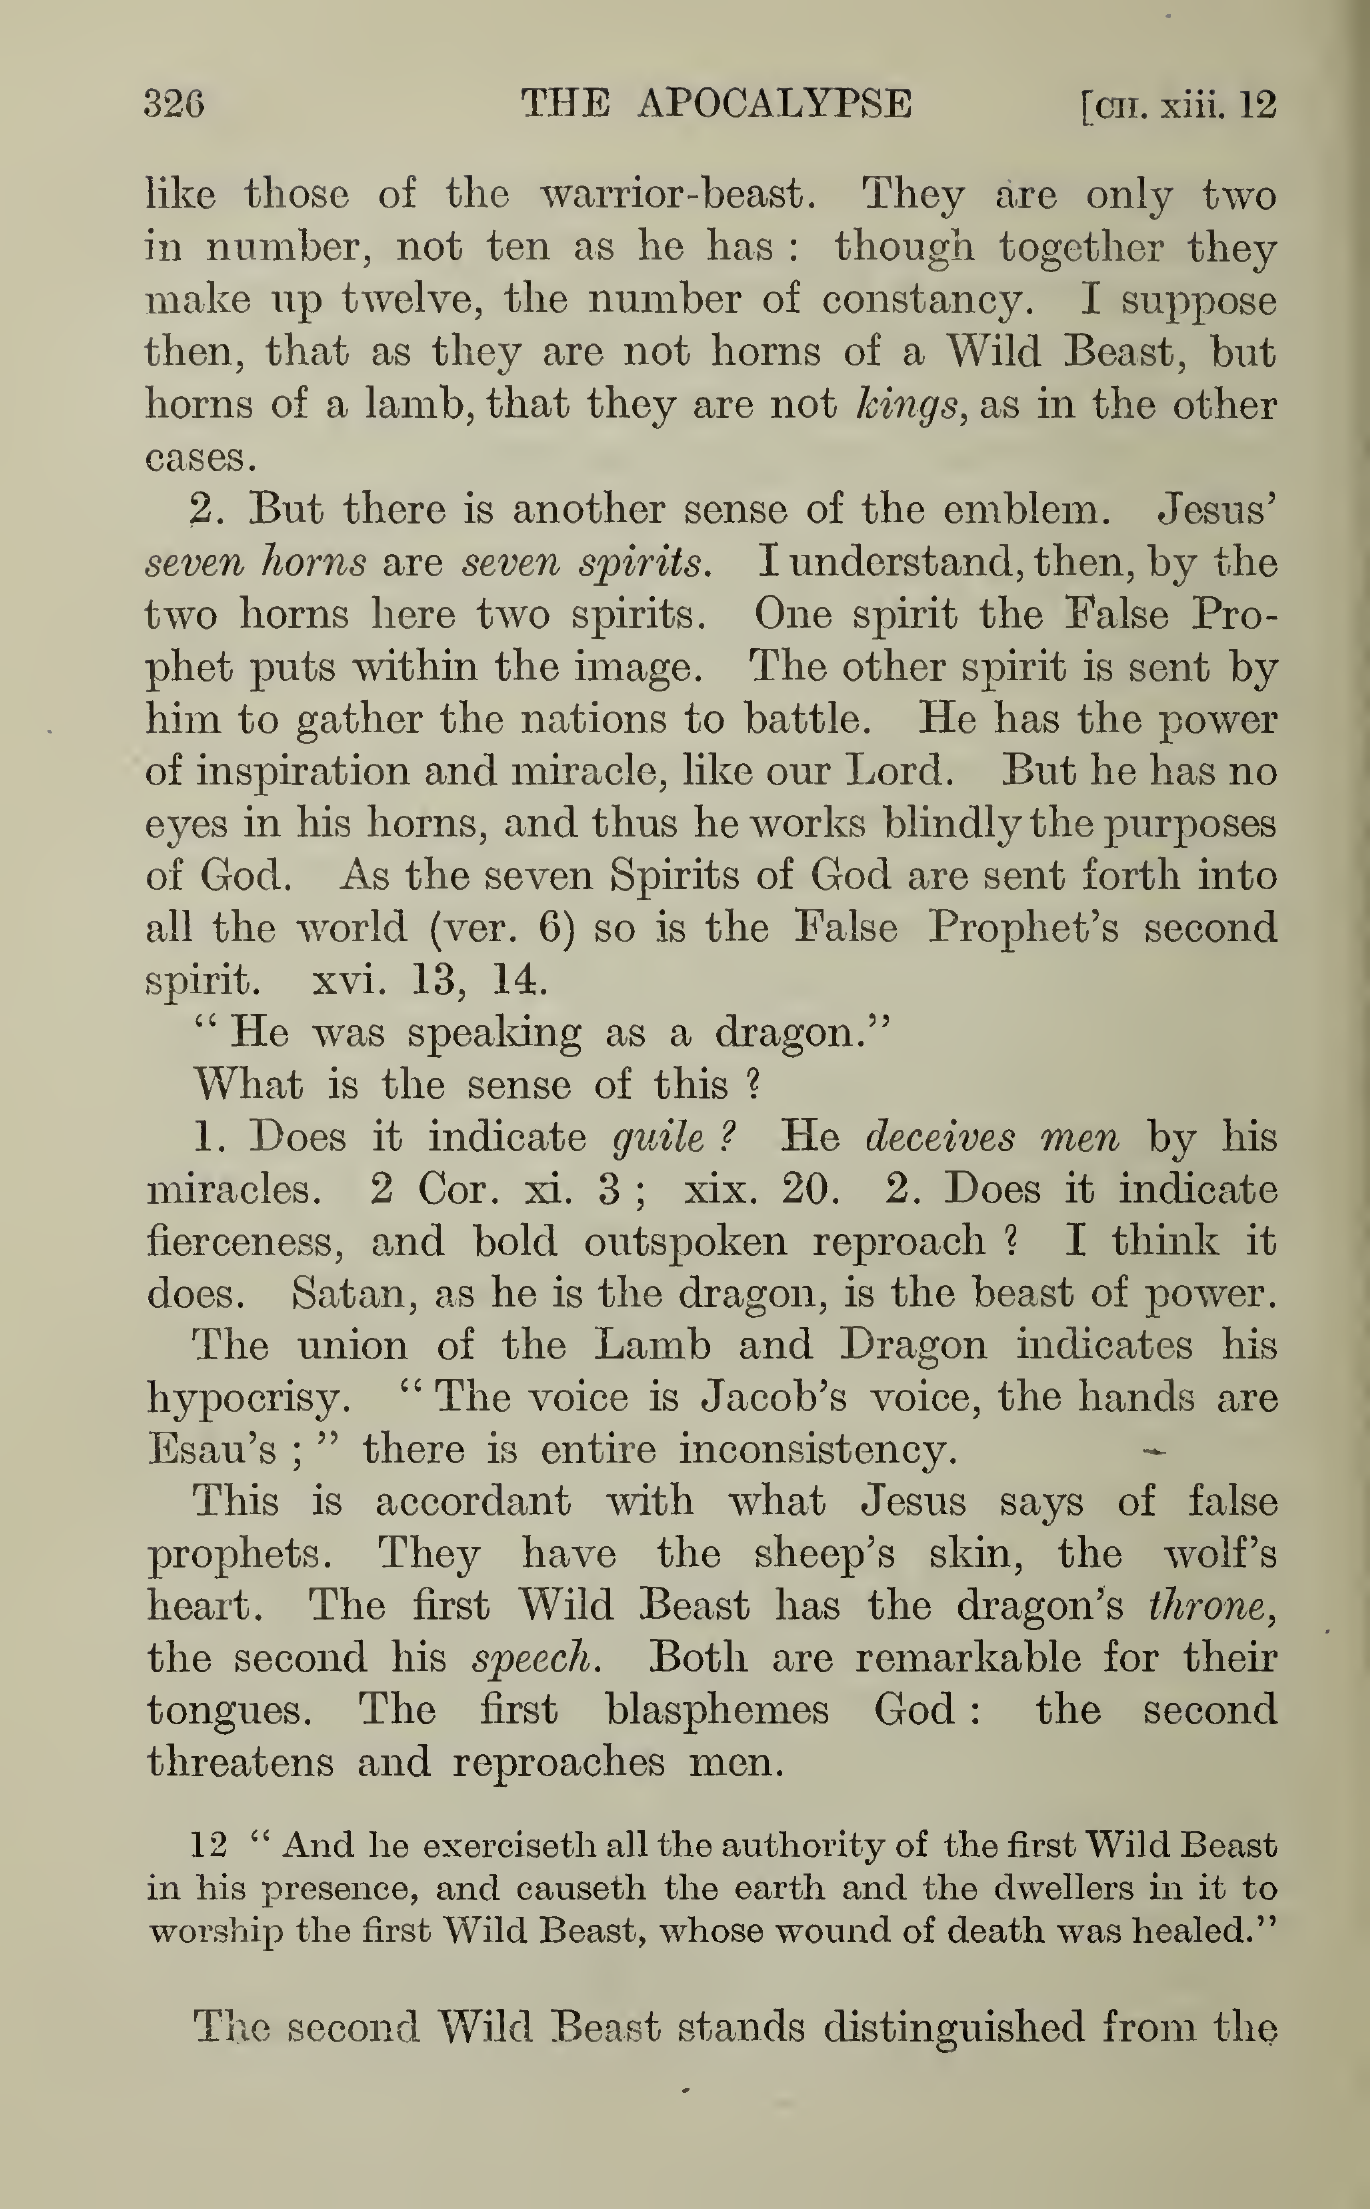 326 THE APOCALYPSE [CH. xiii. 12
like those of the warrior-beast. They are only two
in number, not ten as he has : though together they
make up twelve, the number of constancy. I suppose
then, that as they are not horns of a Wild Beast, but
horns of a lamb, that they are not kings, as in the other
cases.
2. But there is another sense of the emblem. Jesus’
seven horns are seven spirits. I understand, then, by the
two horns here two spirits. One spirit the False Pro-
phet puts within the image. The other spirit is sent by
him to gather the nations to battle. He has the power
of inspiration and miracle, like our Lord. But he has no
eyes in his horns, and thus he works blindly the purposes
of God. As the seven Spirits of God are sent forth into
all the world (ver. 6) so is the False Prophet’s second
spirit. xvi. 13, 14.
“ He was speaking as a dragon.”
What is the sense of this ?
1. Does it indicate guile ? He deceives men by his
miracles. 2 Cor. xi. 3 ; xix. 20. 2. Does it indicate
fierceness, and bold outspoken reproach ? I think it
does. Satan, as he is the dragon, is the beast of power.
The union of the Lamb and Dragon indicates his
hypocrisy. “ The voice is Jacob’s voice, the hands are
Esau’s ; ” there is entire inconsistency.
This is accordant with what Jesus says of false
prophets. They have the sheep’s skin, the wolf’s
heart. The first Wild Beast has the dragon’s throne,
the second his speech. Both are remarkable for their
tongues. The first blasphemes God : the second
threatens and reproaches men.
12 “ And he exerciseth all the authority of the first Wild Beast
in his presence, and causeth the earth and the dwellers in it to
worship the first Wild Beast, whose wound of death was healed.”
The second Wild Beast stands distinguished from the